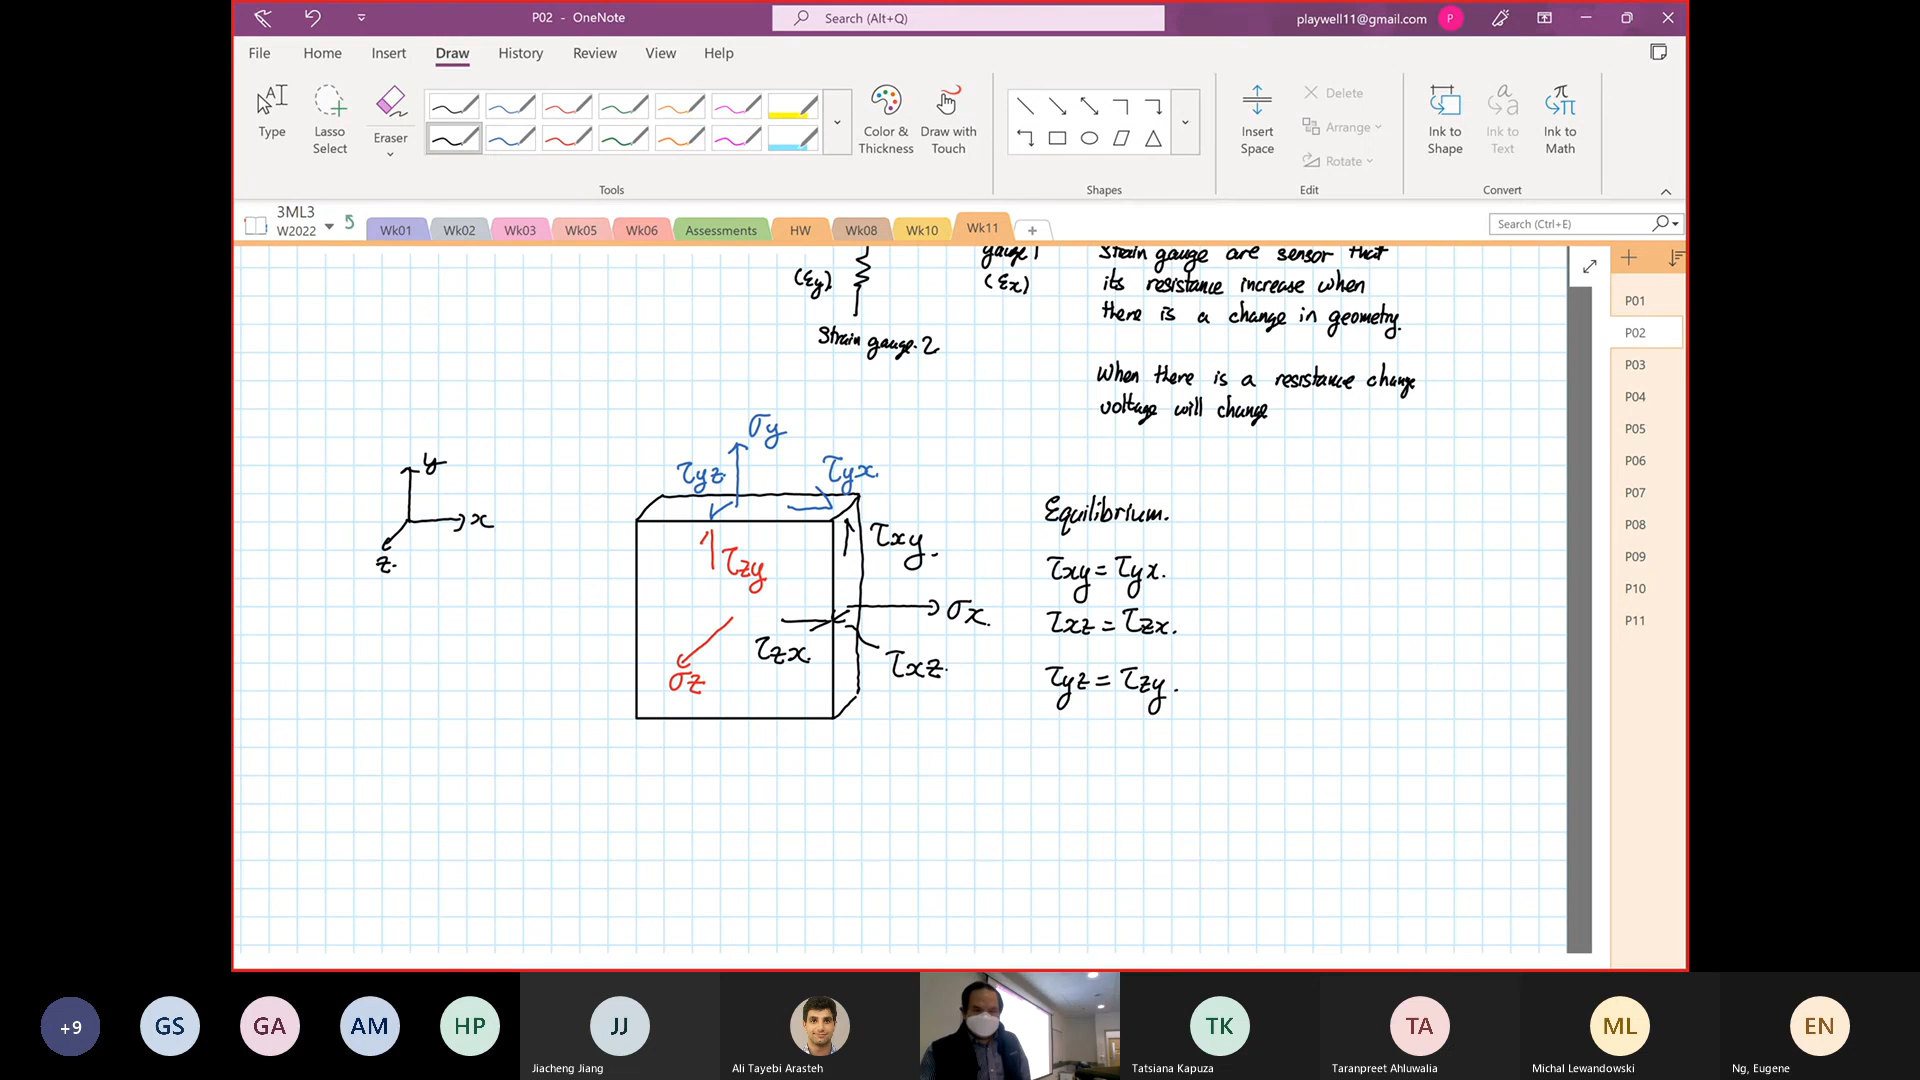 P02 - OneNote
Search (Alt+Q)
playwell11@gmail.com
P
File
Home
Insert
Draw
History
Review
View
Help
Type
Lasso Select
Eraser
Color & Thickness
Draw with Touch
Insert Space
Delete
Arrange
Rotate
Ink to Shape
Ink to Text
Ink to Math
Tools
Shapes
Edit
Convert
3ML3
W2022
Wk01
Wk02
Wk03
Wk05
Wk06
Assessments
HW
Wk08
Wk10
Wk11
Search (Ctrl+E)
P01
P02
P03
P04
P05
P06
P07
P08
P09
P10
P11
(εy)
gauge 1
(εx)
Strain gauge are sensor that
its resistance increase when
there is a change in geometry.
Strain gauge 2
When there is a resistance change
voltage will change
y
x
z.
σy
τyz
τyx.
τxy.
τzy
σx.
τzx.
τxz.
σz
Equilibrium.
τxy = τyx.
τxz = τzx.
τyz = τzy.
+9
GS
GA
AM
HP
JJ
Jiacheng Jiang
Ali Tayebi Arasteh
TK
Tatsiana Kapuza
TA
Taranpreet Ahluwalia
ML
Michal Lewandowski
EN
Ng, Eugene